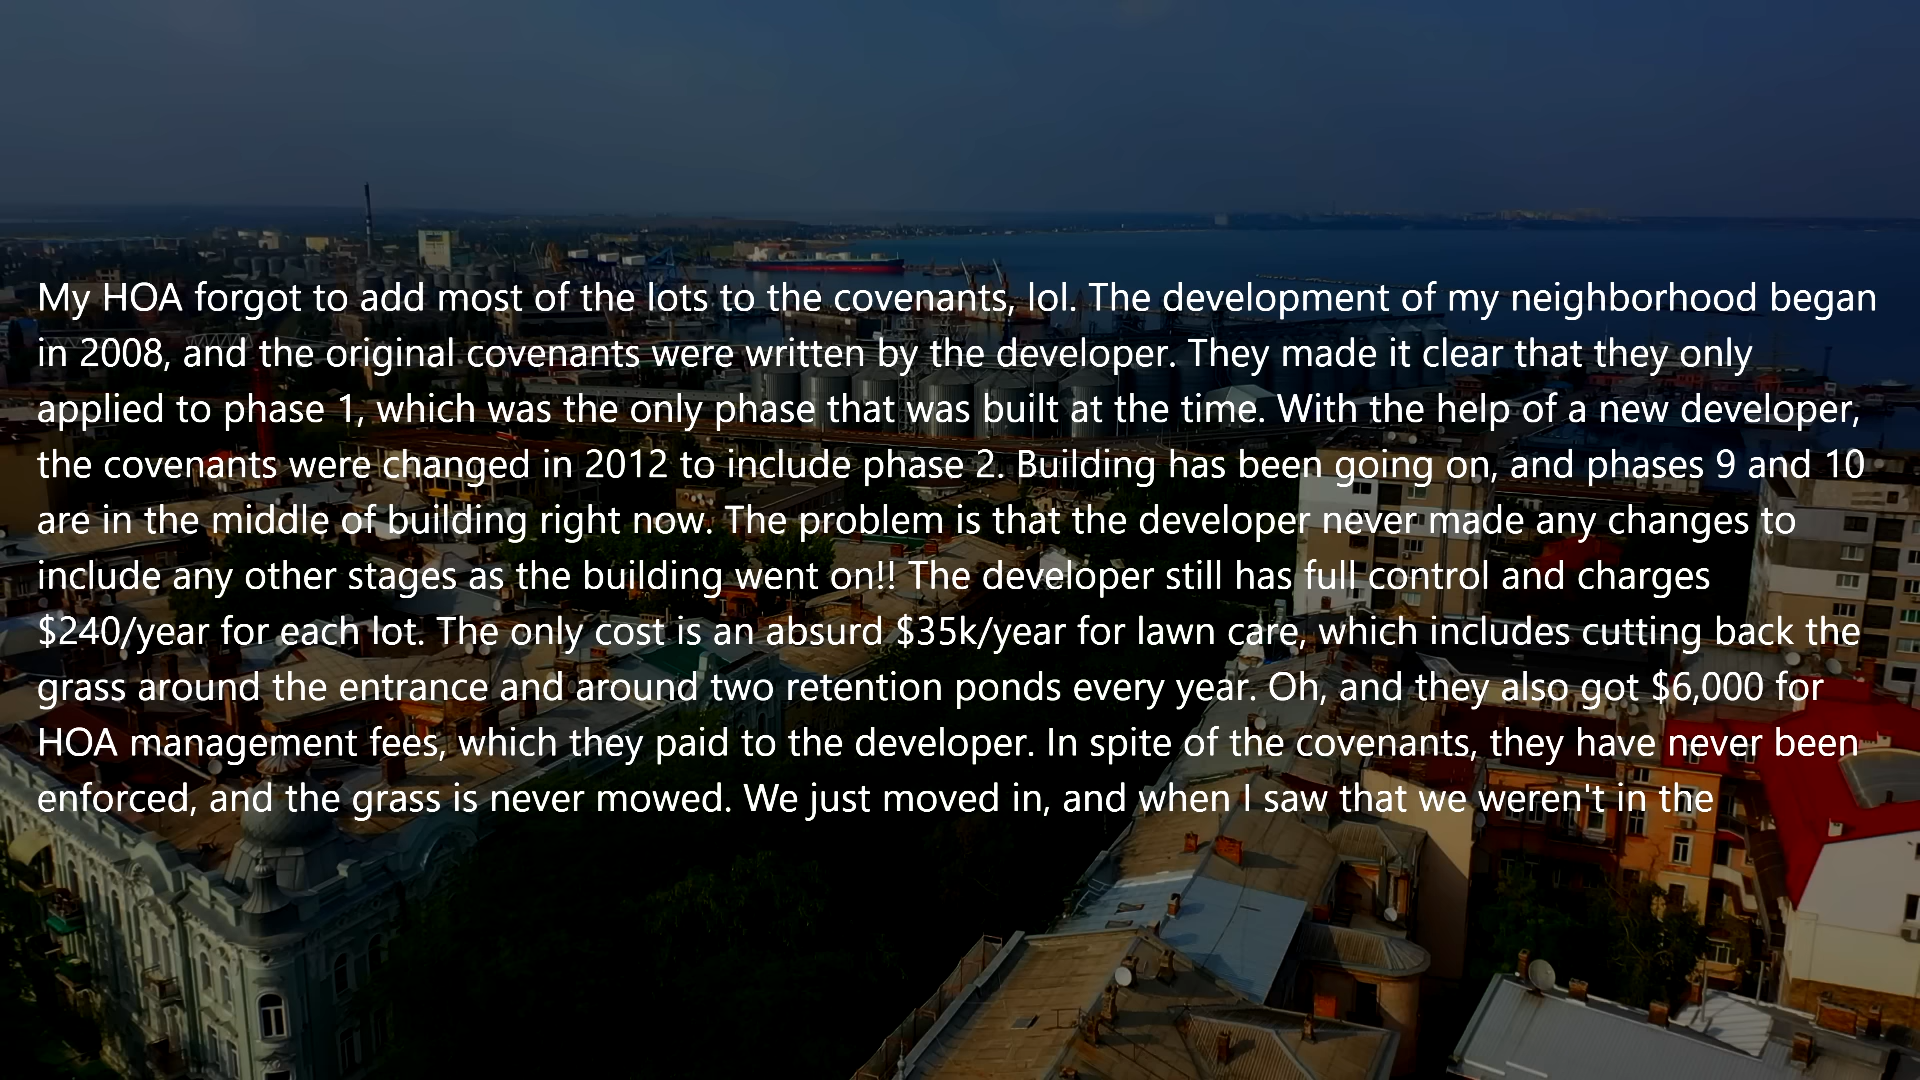 My HOA forgot to add most of the lots to the covenants, lol. The development of my neighborhood began
in 2008, and the original covenants were written by the developer. They made it clear that they only
applied to phase 1, which was the only phase that was built at the time. With the help of a new developer,
the covenants were changed in 2012 to include phase 2. Building has been going on, and phases 9 and 10
are in the middle of building right now. The problem is that the developer never made any changes to
include any other stages as the building went on!! The developer still has full control and charges
$240/year for each lot. The only cost is an absurd $35k/year for lawn care, which includes cutting back the
grass around the entrance and around two retention ponds every year. Oh, and they also got $6,000 for
HOA management fees, which they paid to the developer. In spite of the covenants, they have never been
enforced, and the grass is never mowed. We just moved in, and when I saw that we weren't in the